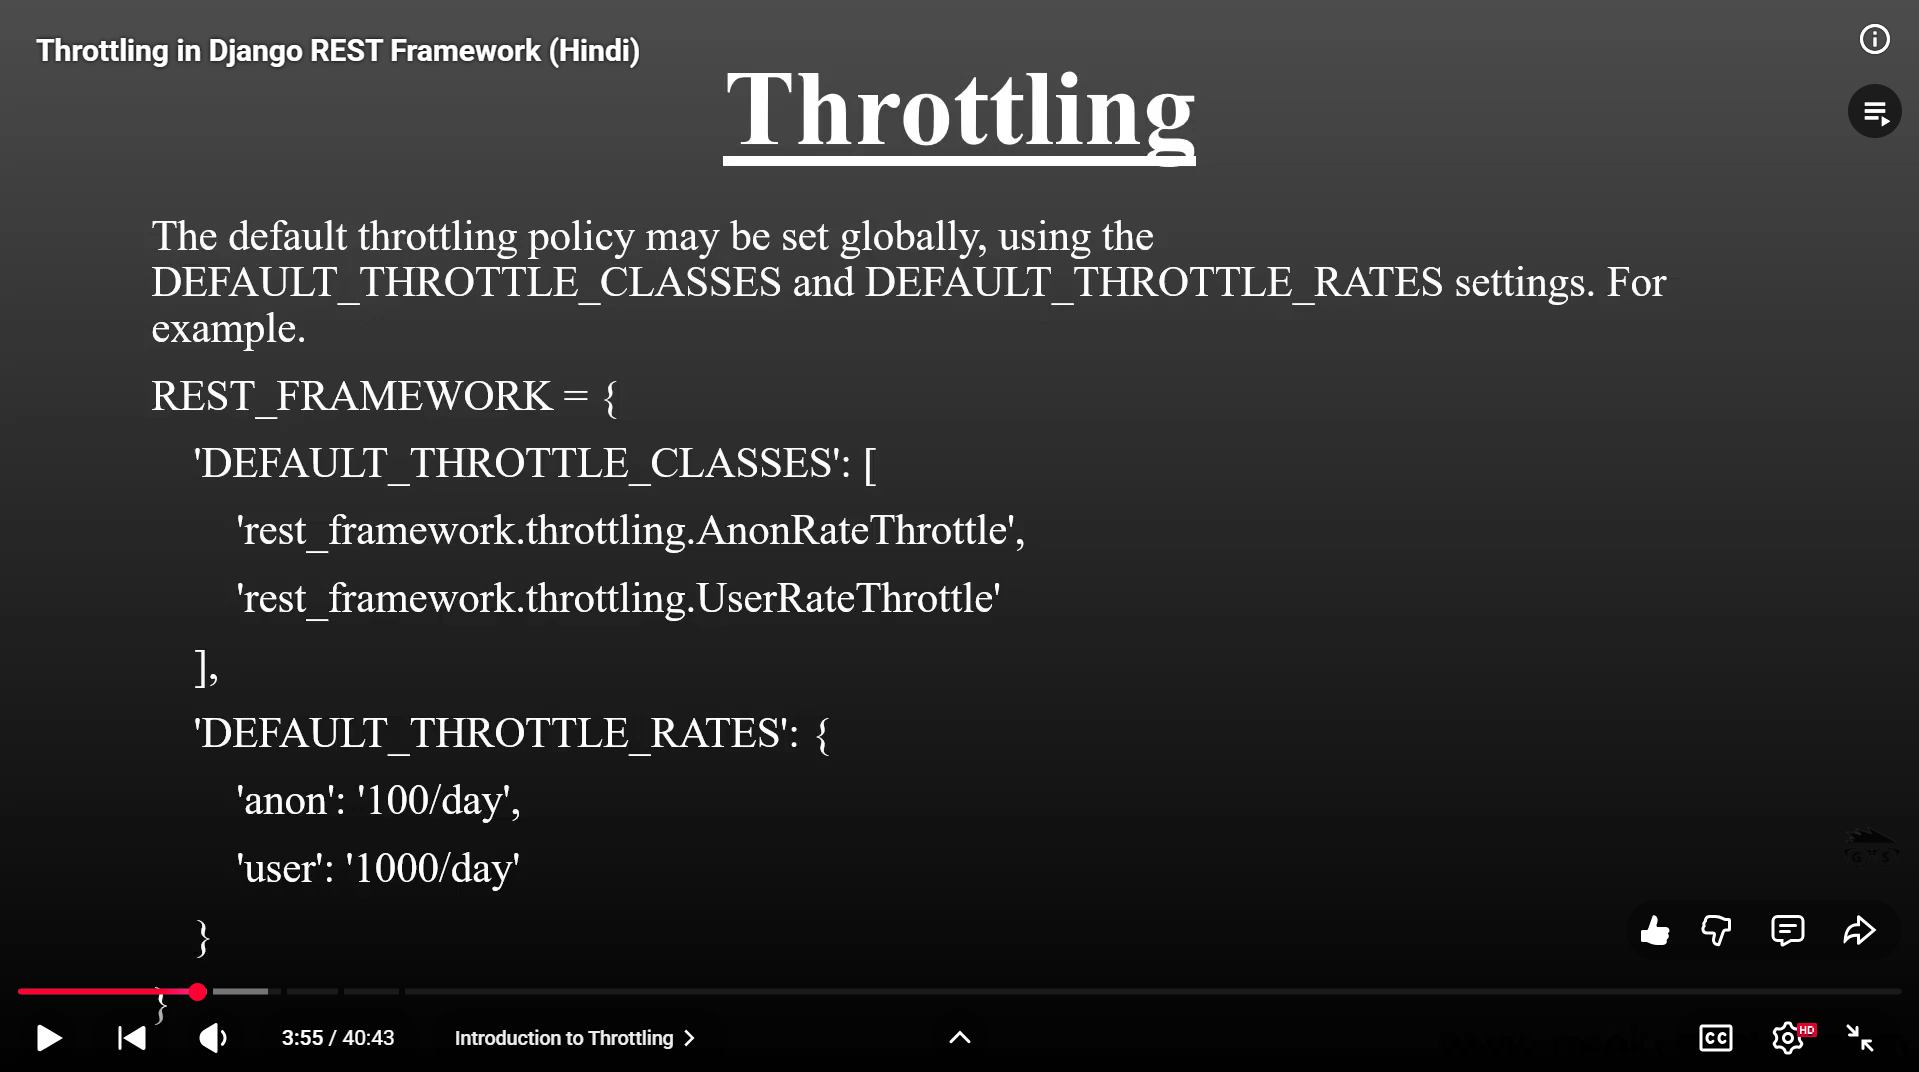 Throttling in Django REST Framework (Hindi)
Throttling
The default throttling policy may be set globally, using the
DEFAULT_THROTTLE_CLASSES and DEFAULT_THROTTLE_RATES settings. For
example.
REST_FRAMEWORK = {
'DEFAULT_THROTTLE_CLASSES': [
'rest_framework.throttling.AnonRateThrottle',
'rest_framework.throttling.UserRateThrottle'
],
'DEFAULT_THROTTLE_RATES': {
'anon': '100/day',
'user': '1000/day'
}
}
3:55 / 40:43
Introduction to Throttling
CC
HD